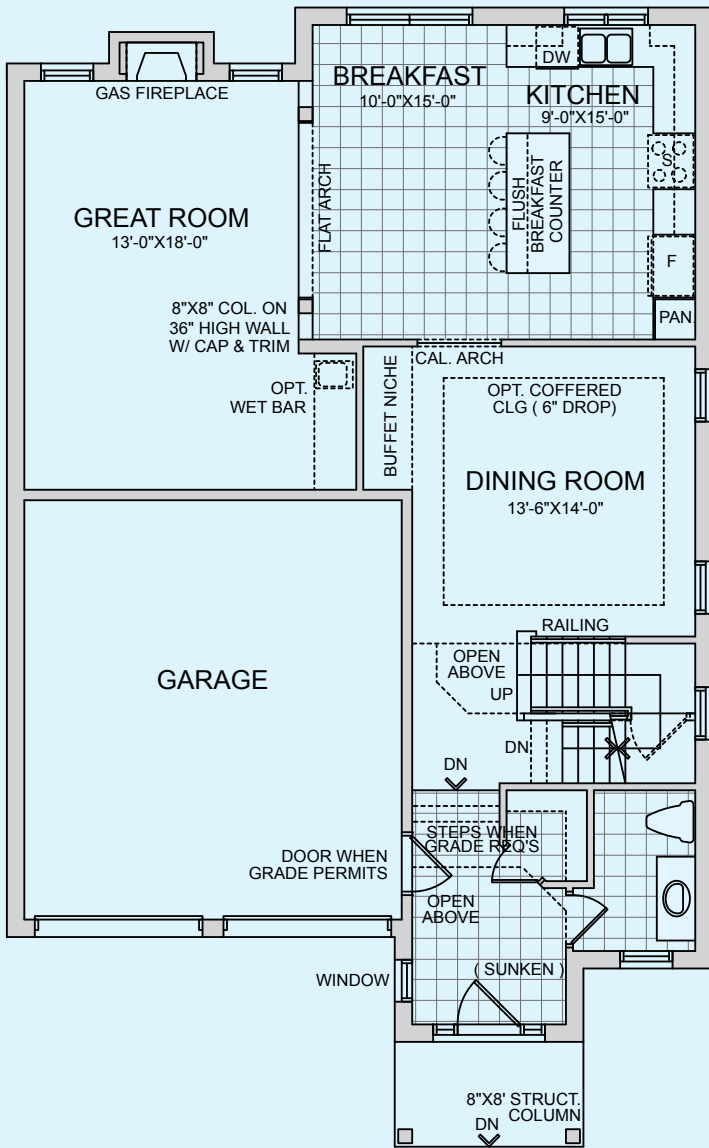 BREAKFAST
10'-0"X15'-0"
DW
KITCHEN
9'-0"X15'-0"
GAS FIREPLACE
S
FLUSH
BREAKFAST
COUNTER
GREAT ROOM
13'-0"X18'-0"
FLAT ARCH
F
8"X8" COL. ON
36" HIGH WALL
W/ CAP & TRIM
PAN.
CAL. ARCH
OPT.
WET BAR
BUFFET NICHE
OPT. COFFERED
CLG ( 6" DROP)
DINING ROOM
13'-6"X14'-0"
RAILING
OPEN
ABOVE
UP
GARAGE
DN
DN
STEPS WHEN
GRADE REQ'S
DOOR WHEN
GRADE PERMITS
OPEN
ABOVE
( SUNKEN )
WINDOW
8"X8' STRUCT.
COLUMN
DN